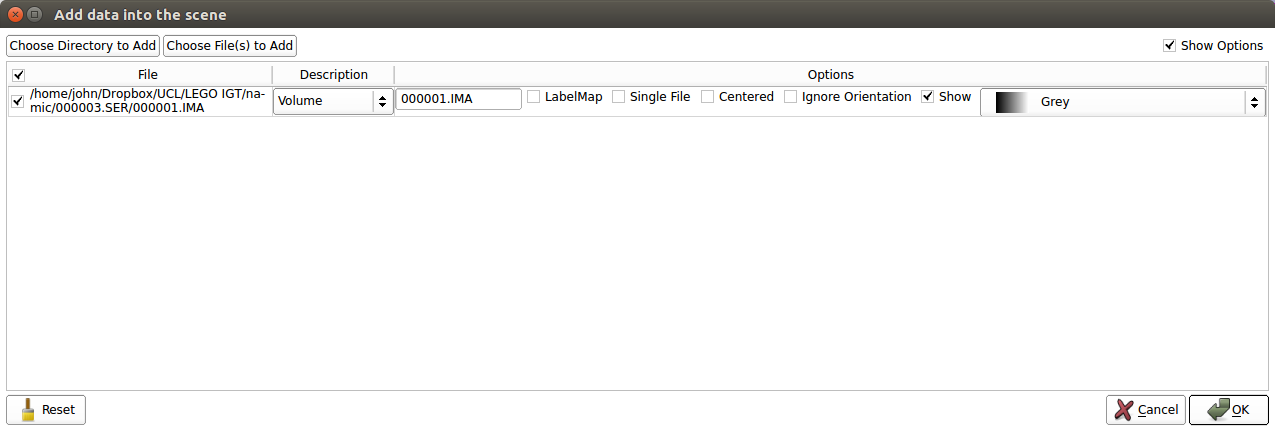 Add data into the scene
Choose Directory to Add Choose File(s) to Add Show Options
File Description Options
/home/john/Dropbox/UCL/LEGO IGT/na-
mic/000003.SER/000001.IMA
Volume 000001.IMA LabelMap Single File Centered Ignore Orientation Show Grey
Reset Cancel OK